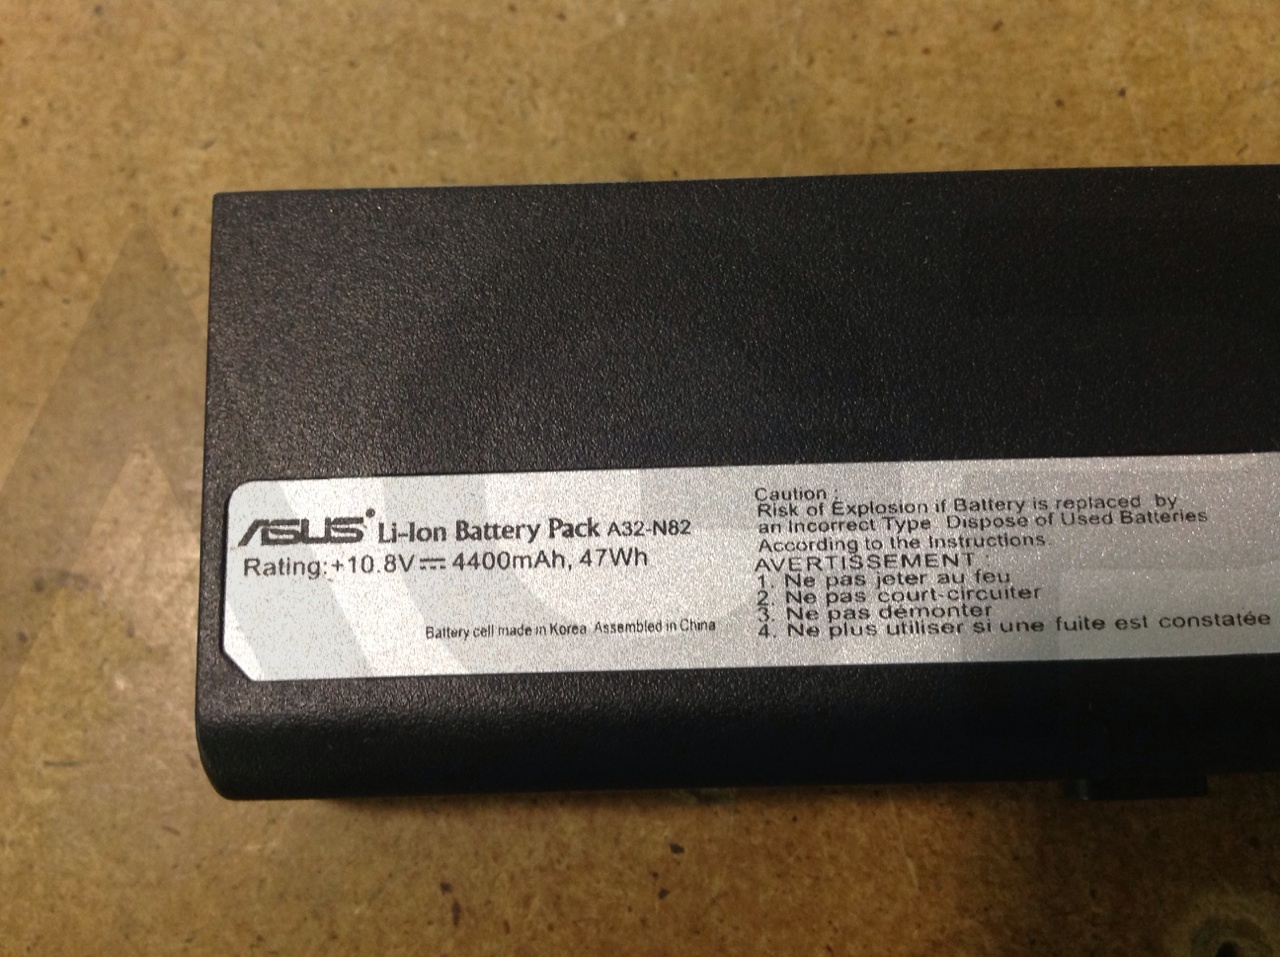 ASUS Li-Ion Battery Pack A32-N82
Rating:+10.8V⎓ 4400mAh, 47Wh
Battery cell made in Korea Assembled in China
Caution :
Risk of Explosion if Battery is replaced by
an Incorrect Type. Dispose of Used Batteries
According to the Instructions.
AVERTISSEMENT :
1. Ne pas jeter au feu
2. Ne pas court-circuiter
3. Ne pas démonter
4. Ne plus utiliser si une fuite est constatée